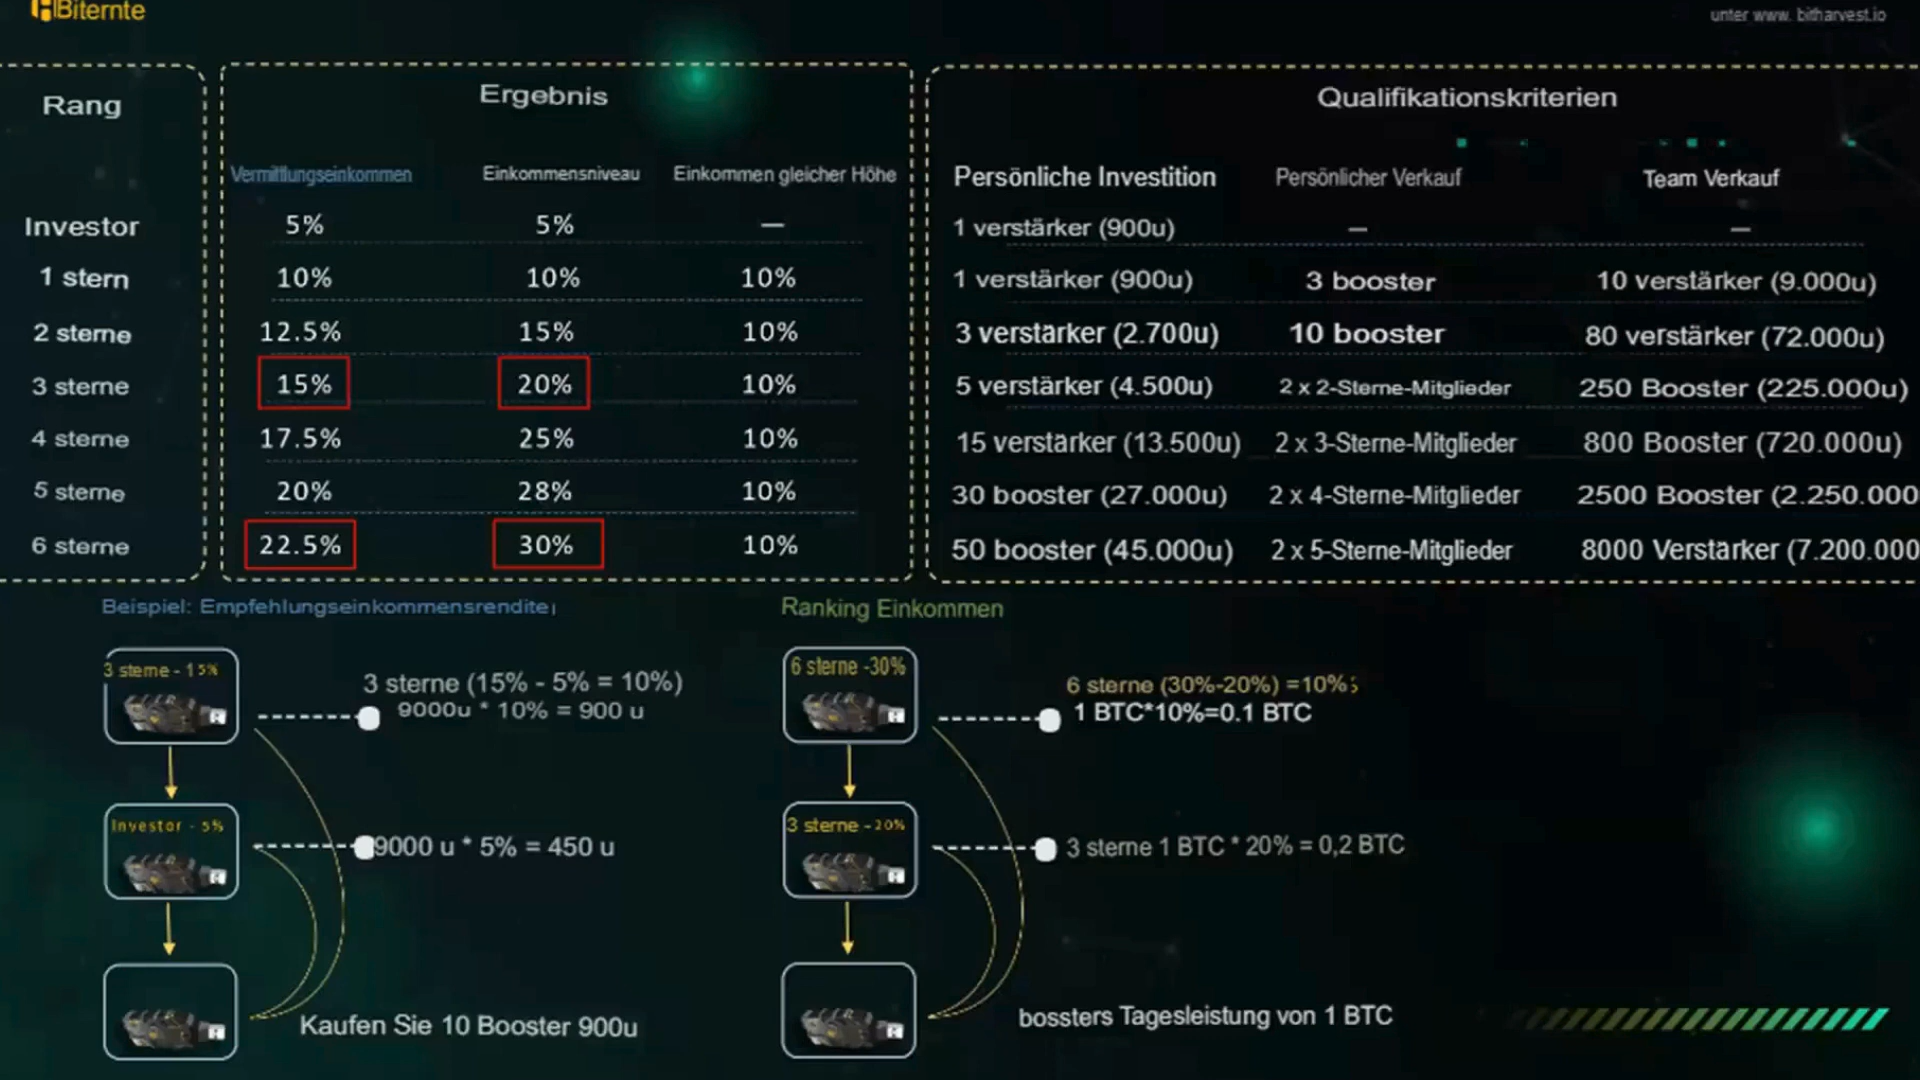 Biternte
unter www. bitharvest.io
Rang
Ergebnis
Qualifikationskriterien
Vermittlungseinkommen Einkommensniveau Einkommen gleicher Höhe
Persönliche Investition Persönlicher Verkauf Team Verkauf
Investor 5% 5% — 1 verstärker (900u) — —
1 stern 10% 10% 10% 1 verstärker (900u) 3 booster 10 verstärker (9.000u)
2 sterne 12.5% 15% 10% 3 verstärker (2.700u) 10 booster 80 verstärker (72.000u)
3 sterne 15% 20% 10% 5 verstärker (4.500u) 2 x 2-Sterne-Mitglieder 250 Booster (225.000u)
4 sterne 17.5% 25% 10% 15 verstärker (13.500u) 2 x 3-Sterne-Mitglieder 800 Booster (720.000u)
5 sterne 20% 28% 10% 30 booster (27.000u) 2 x 4-Sterne-Mitglieder 2500 Booster (2.250.000
6 sterne 22.5% 30% 10% 50 booster (45.000u) 2 x 5-Sterne-Mitglieder 8000 Verstärker (7.200.000
Beispiel: Empfehlungseinkommensrendite
3 sterne - 15%
3 sterne (15% - 5% = 10%)
9000u * 10% = 900 u
Investor - 5%
9000 u * 5% = 450 u
Kaufen Sie 10 Booster 900u
Ranking Einkommen
6 sterne -30%
6 sterne (30%-20%) =10%
1 BTC*10%=0.1 BTC
3 sterne -20%
3 sterne 1 BTC * 20% = 0,2 BTC
bossters Tagesleistung von 1 BTC